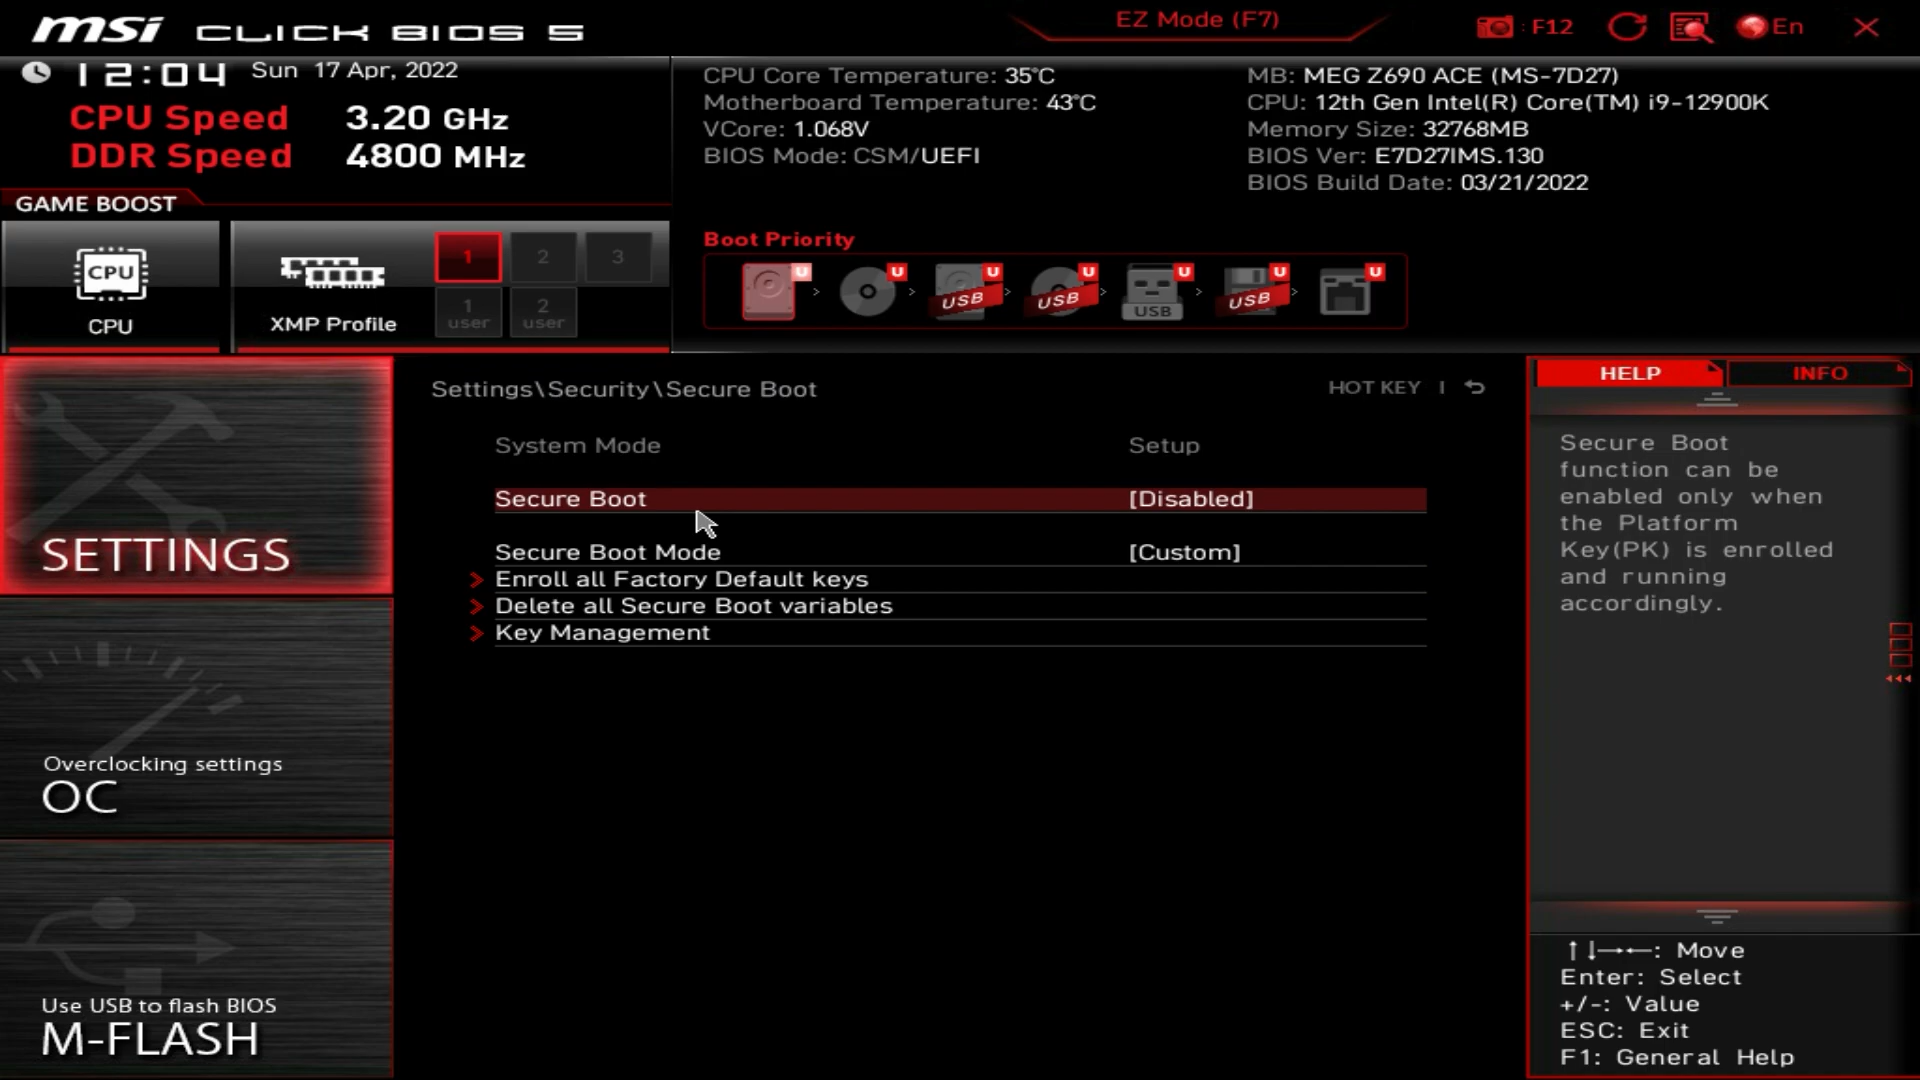 msi CLICK BIOS 5
EZ Mode (F7)
: F12
En
12:04 Sun 17 Apr, 2022
CPU Speed 3.20 GHz
DDR Speed 4800 MHz
CPU Core Temperature: 35°C
Motherboard Temperature: 43°C
VCore: 1.068V
BIOS Mode: CSM/UEFI
MB: MEG Z690 ACE (MS-7D27)
CPU: 12th Gen Intel(R) Core(TM) i9-12900K
Memory Size: 32768MB
BIOS Ver: E7D27IMS.130
BIOS Build Date: 03/21/2022
GAME BOOST
CPU
CPU
XMP Profile
1 2 3
1 user
2 user
Boot Priority
U U U U U U U
USB USB USB USB
SETTINGS
Overclocking settings
OC
Use USB to flash BIOS
M-FLASH
Settings\Security\Secure Boot
HOT KEY |
System Mode Setup
Secure Boot [Disabled]
Secure Boot Mode [Custom]
> Enroll all Factory Default keys
> Delete all Secure Boot variables
> Key Management
HELP INFO
Secure Boot
function can be
enabled only when
the Platform
Key(PK) is enrolled
and running
accordingly.
↑↓→←: Move
Enter: Select
+/-: Value
ESC: Exit
F1: General Help